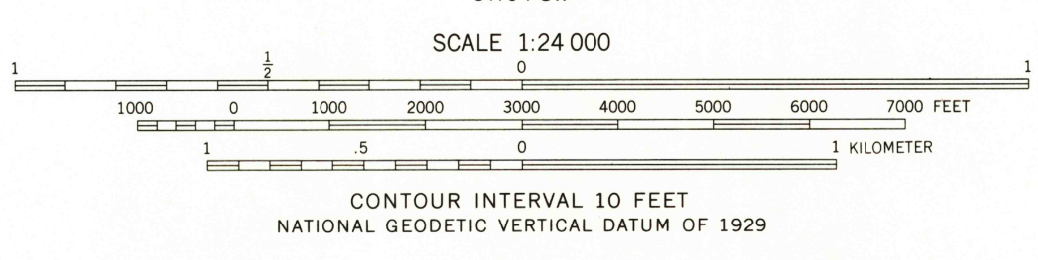 SCALE 1:24 000
1 1/2 0 1
1000 0 1000 2000 3000 4000 5000 6000 7000 FEET
1 .5 0 1 KILOMETER
CONTOUR INTERVAL 10 FEET
NATIONAL GEODETIC VERTICAL DATUM OF 1929